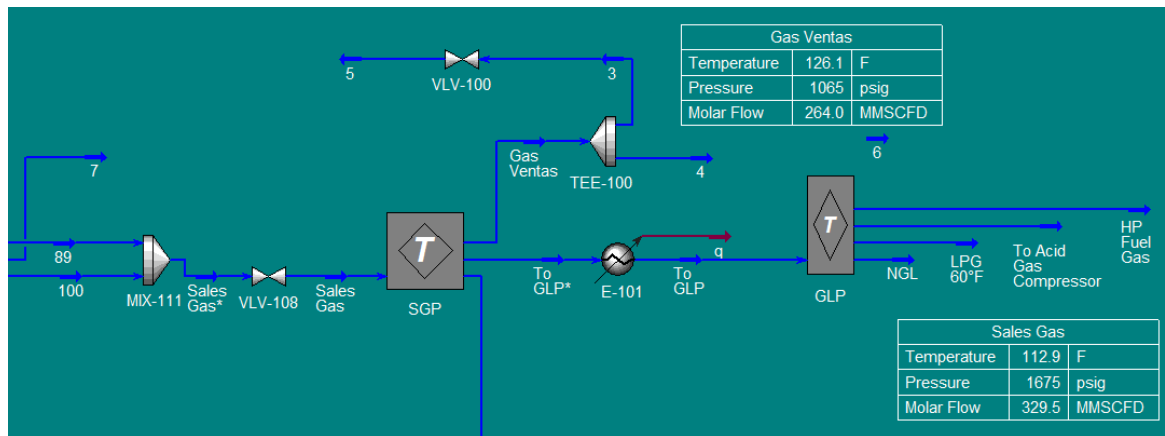 Gas Ventas
Temperature 126.1 F
Pressure 1065 psig
Molar Flow 264.0 MMSCFD
5
VLV-100
3
6
7
Gas
Ventas
TEE-100
4
T
T
89
100
MIX-111
Sales
Gas*
VLV-108
Sales
Gas
SGP
To
GLP*
E-101
q
To
GLP
GLP
NGL
LPG
60°F
To Acid
Gas
Compressor
HP
Fuel
Gas
Sales Gas
Temperature 112.9 F
Pressure 1675 psig
Molar Flow 329.5 MMSCFD